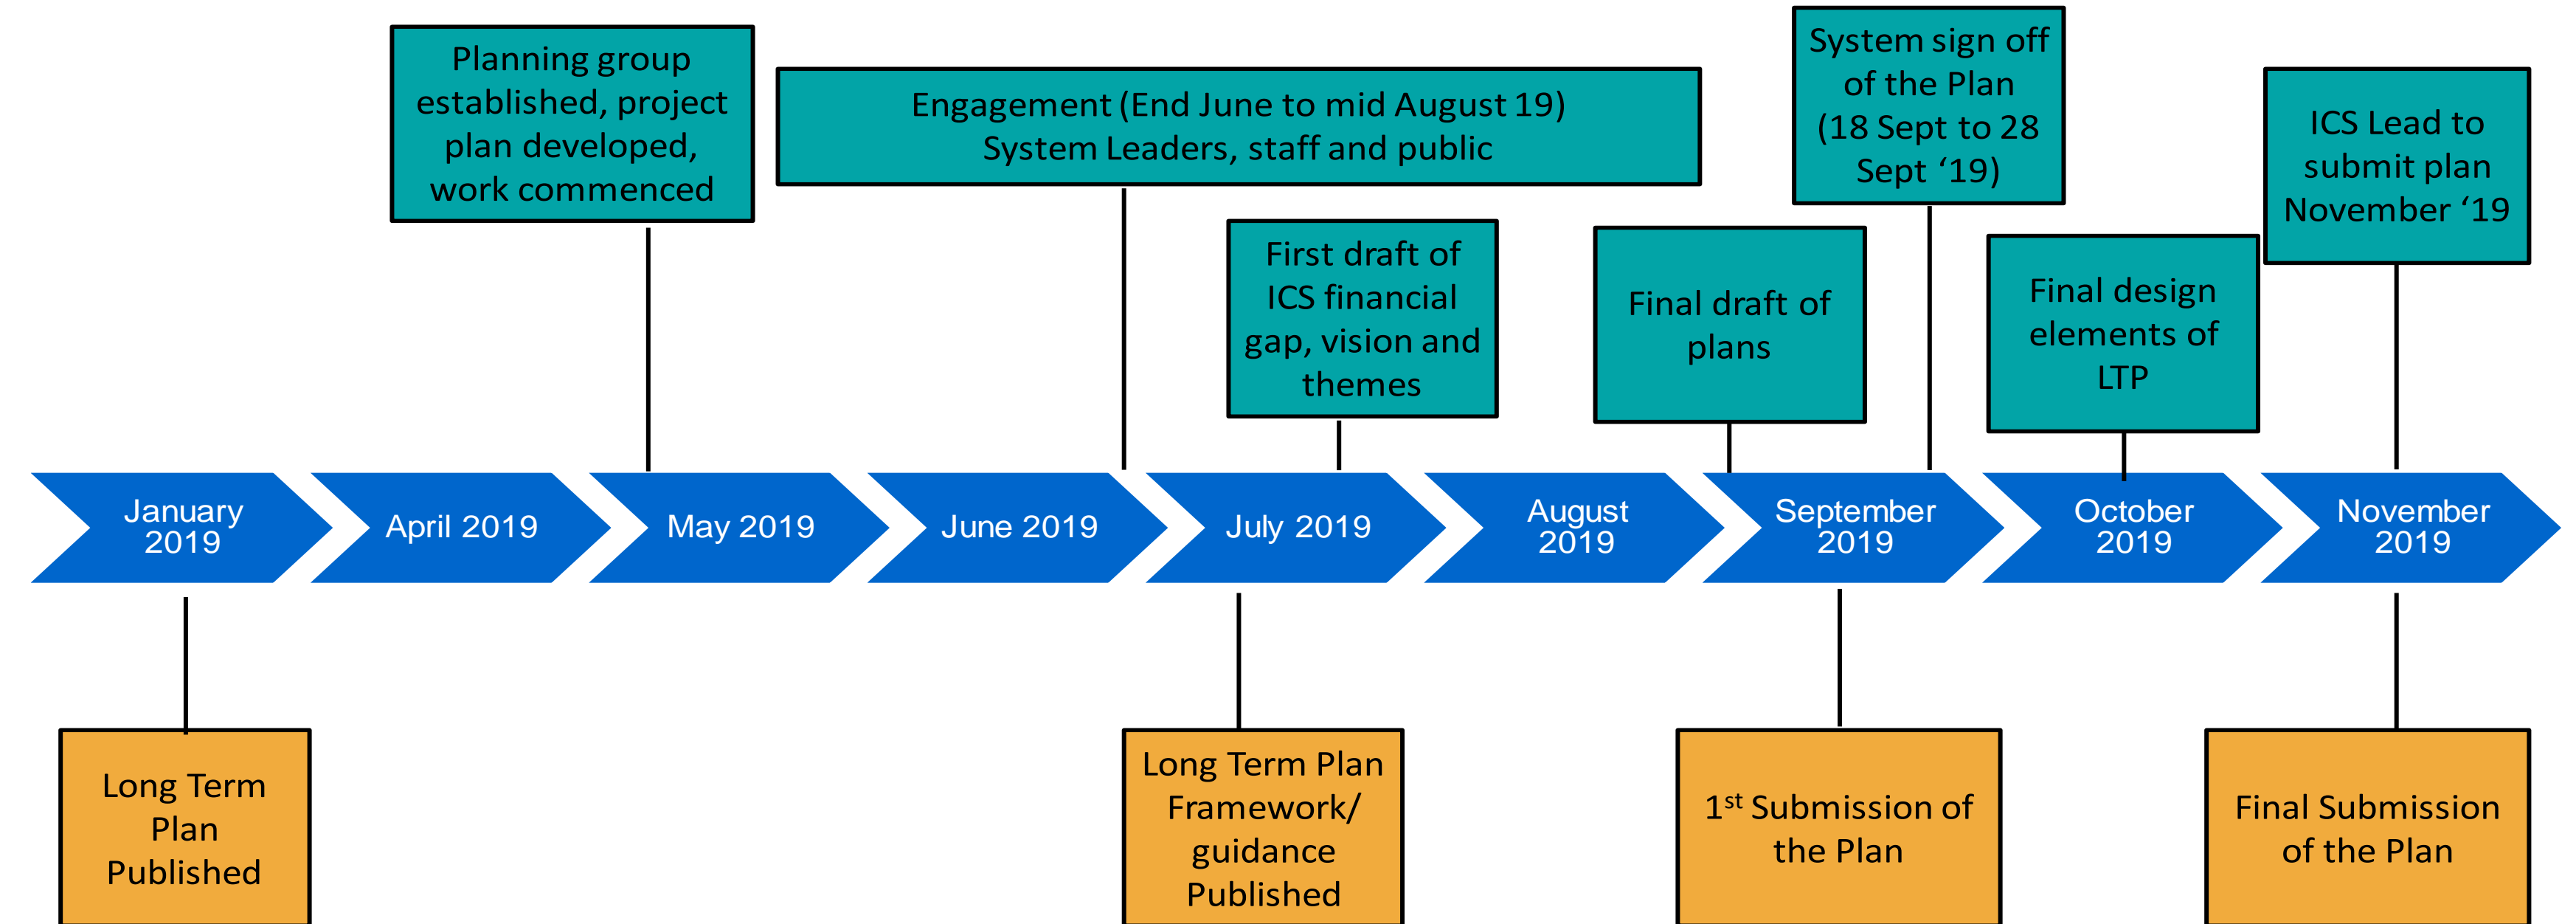 Planning group
established, project
plan developed,
work commenced
Engagement (End June to mid August 19)
System Leaders, staff and public
First draft of
ICS financial
gap, vision and
themes
Final draft of
plans
System sign off
of the Plan
(18 Sept to 28
Sept ‘19)
Final design
elements of
LTP
ICS Lead to
submit plan
November ‘19
January
2019
April 2019
May 2019
June 2019
July 2019
August
2019
September
2019
October
2019
November
2019
Long Term
Plan
Published
Long Term Plan
Framework/
guidance
Published
1st Submission of
the Plan
Final Submission
of the Plan